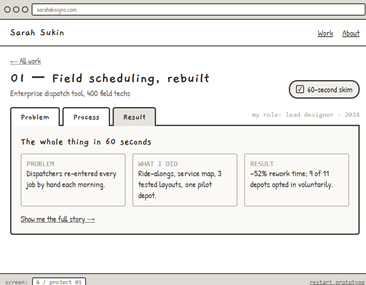 sarahdesigns.com
Sarah Sukin
Work About
← All work
01 — Field scheduling, rebuilt
Enterprise dispatch tool, 400 field techs
60-second skim
Problem Process Result
my role: lead designer · 2024
The whole thing in 60 seconds
PROBLEM
Dispatchers re-entered every
job by hand each morning.
WHAT I DID
Ride-alongs, service map, 3
tested layouts, one pilot
depot.
RESULT
−52% rework time; 9 of 11
depots opted in voluntarily.
Show me the full story →
screen: A / project 01
restart prototype